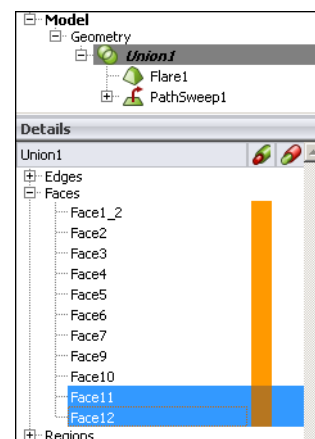 Model
Geometry
Union1
Flare1
PathSweep1
Details
Union1
Edges
Faces
Face1_2
Face2
Face3
Face4
Face5
Face6
Face7
Face9
Face10
Face11
Face12
Regions